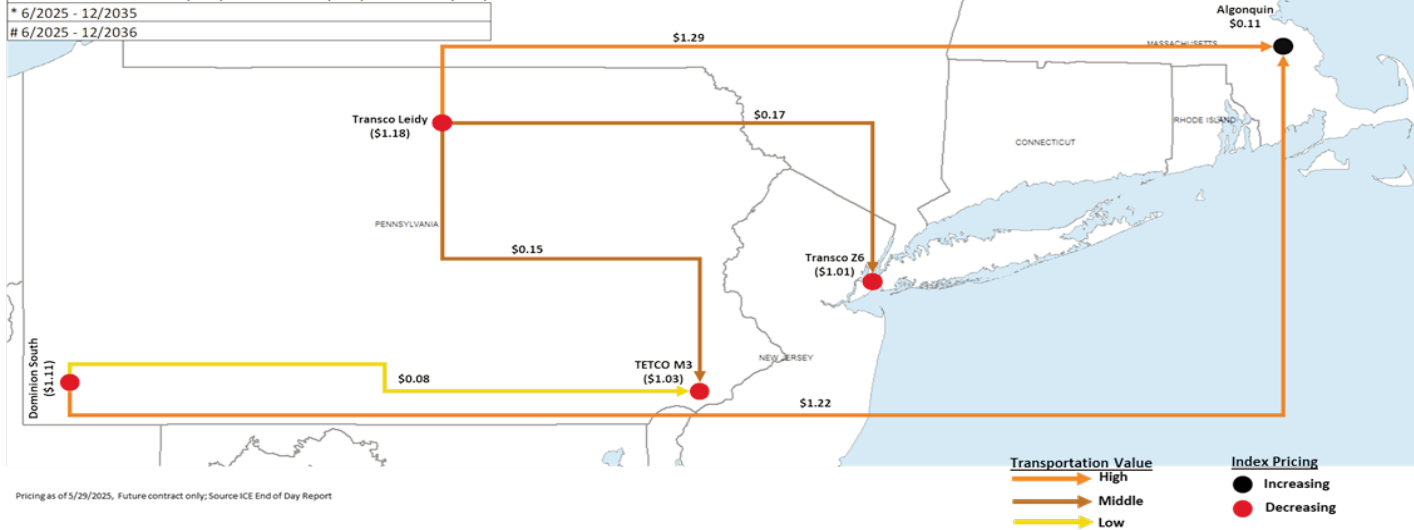 * 6/2025 - 12/2035
# 6/2025 - 12/2036
Algonquin
$0.11
$1.29
MASSACHUSETTS
Transco Leidy
($1.18)
$0.17
RHODE ISLAND
CONNECTICUT
PENNSYLVANIA
$0.15
Transco Z6
($1.01)
Dominion South
($1.11)
$0.08
TETCO M3
($1.03)
NEW JERSEY
$1.22
Transportation Value
High
Middle
Low
Index Pricing
Increasing
Decreasing
Pricing as of 5/29/2025, Future contract only; Source ICE End of Day Report